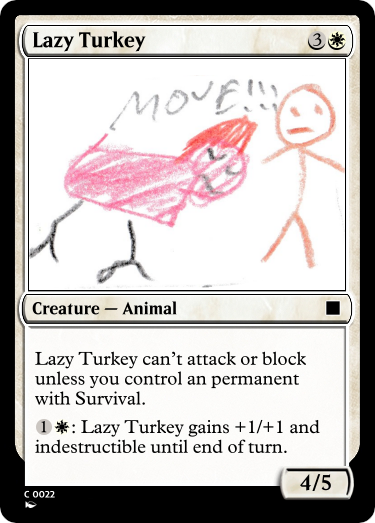 Lazy Turkey 3
MOVE!!!
Creature — Animal
Lazy Turkey can't attack or block
unless you control an permanent
with Survival.
1: Lazy Turkey gains +1/+1 and
indestructible until end of turn.
4/5
C 0022